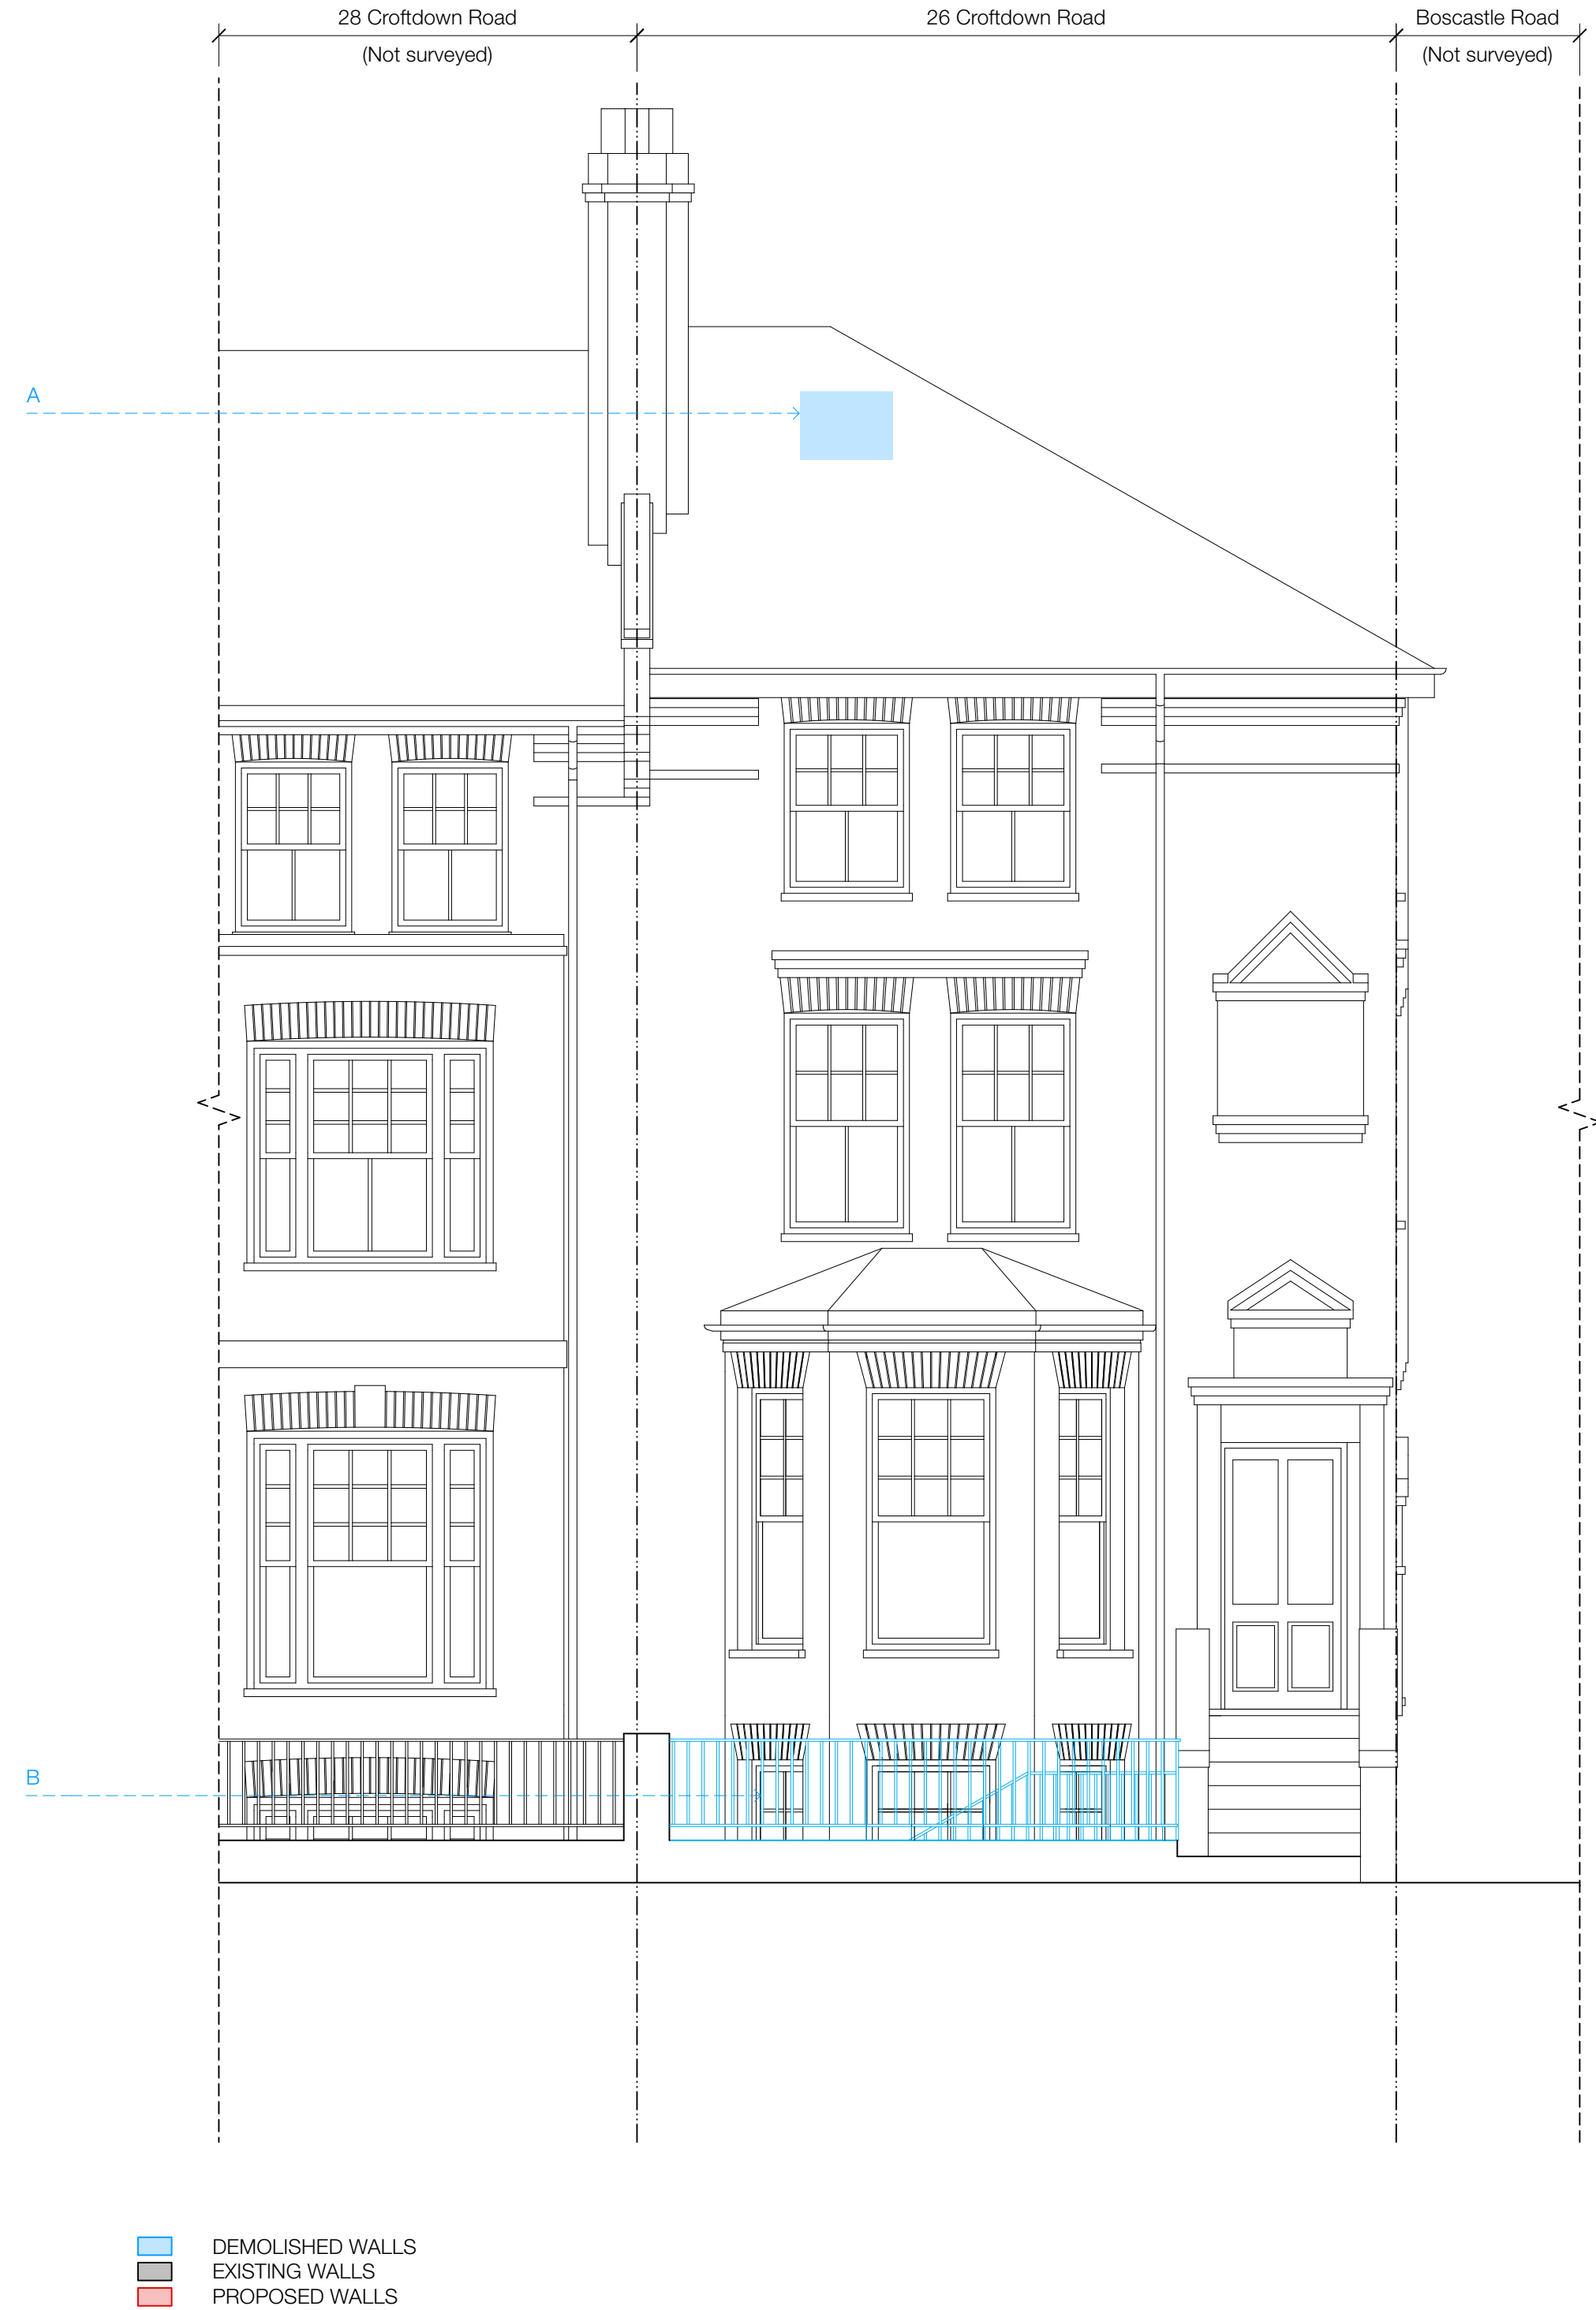 28 Croftdown Road
(Not surveyed)
26 Croftdown Road
Boscastle Road
(Not surveyed)
A
B
DEMOLISHED WALLS
EXISTING WALLS
PROPOSED WALLS